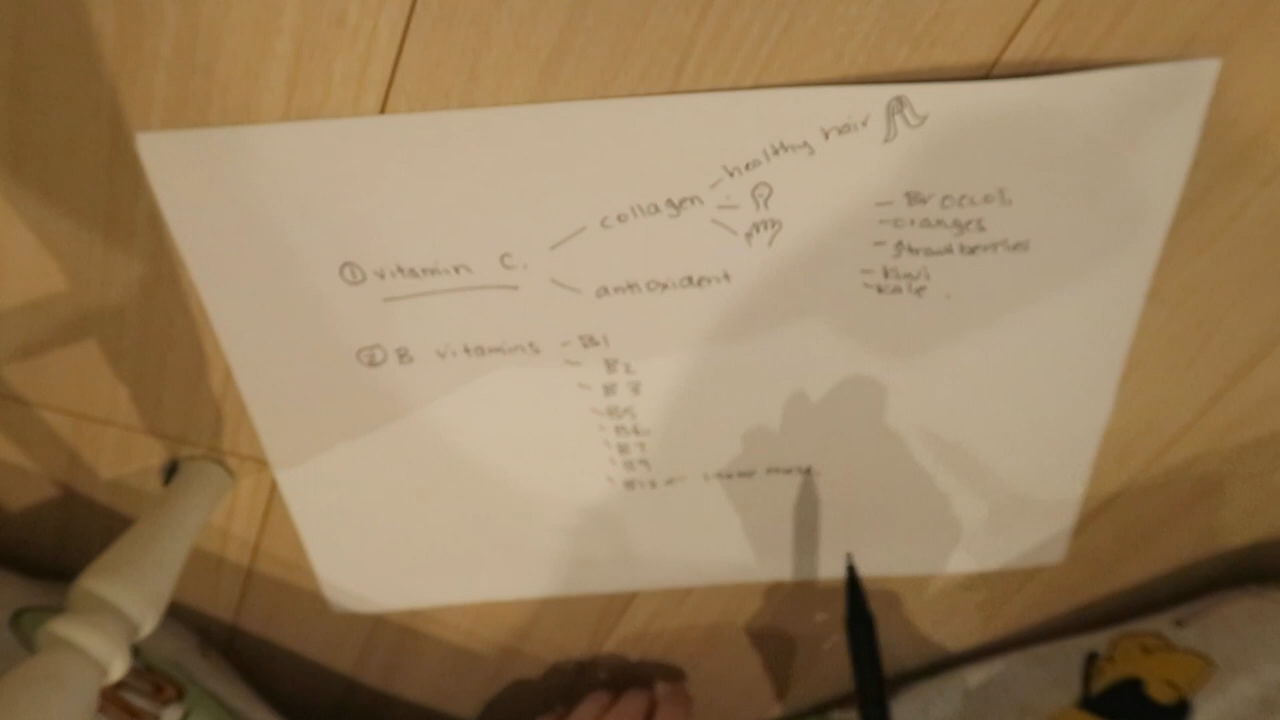 healthy hair
collagen
① vitamin C.
antioxident
- Broccoli
- oranges
- strawberries
- kiwi
- kale
② B vitamins - B1
- B2
- B3
- B5
- B6
- B7
- B9
- B12